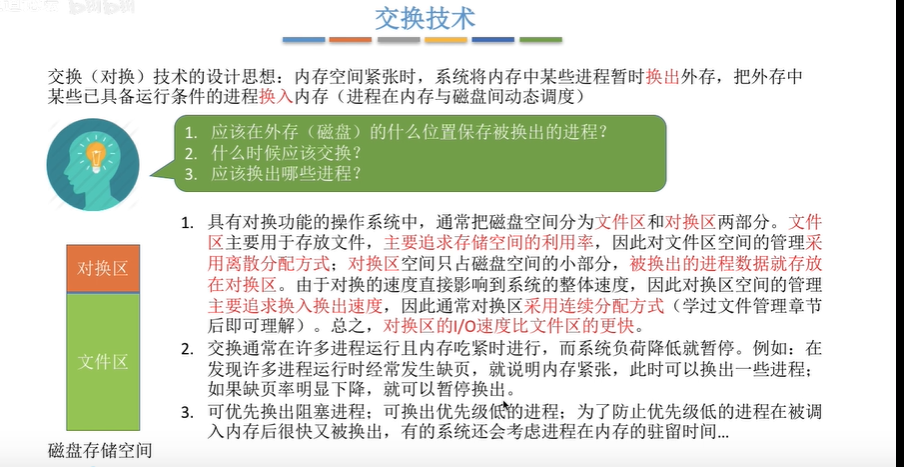 bilibili
交换技术
交换（对换）技术的设计思想：内存空间紧张时，系统将内存中某些进程暂时换出外存，把外存中
某些已具备运行条件的进程换入内存（进程在内存与磁盘间动态调度）
1. 应该在外存（磁盘）的什么位置保存被换出的进程？
2. 什么时候应该交换？
3. 应该换出哪些进程？
1. 具有对换功能的操作系统中，通常把磁盘空间分为文件区和对换区两部分。文件
区主要用于存放文件，主要追求存储空间的利用率，因此对文件区空间的管理采
用离散分配方式；对换区空间只占磁盘空间的小部分，被换出的进程数据就存放
在对换区。由于对换的速度直接影响到系统的整体速度，因此对换区空间的管理
主要追求换入换出速度，因此通常对换区采用连续分配方式（学过文件管理章节
后即可理解）。总之，对换区的I/O速度比文件区的更快。
2. 交换通常在许多进程运行且内存吃紧时进行，而系统负荷降低就暂停。例如：在
发现许多进程运行时经常发生缺页，就说明内存紧张，此时可以换出一些进程；
如果缺页率明显下降，就可以暂停换出。
3. 可优先换出阻塞进程；可换出优先级低的进程；为了防止优先级低的进程在被调
入内存后很快又被换出，有的系统还会考虑进程在内存的驻留时间…
对换区
文件区
磁盘存储空间